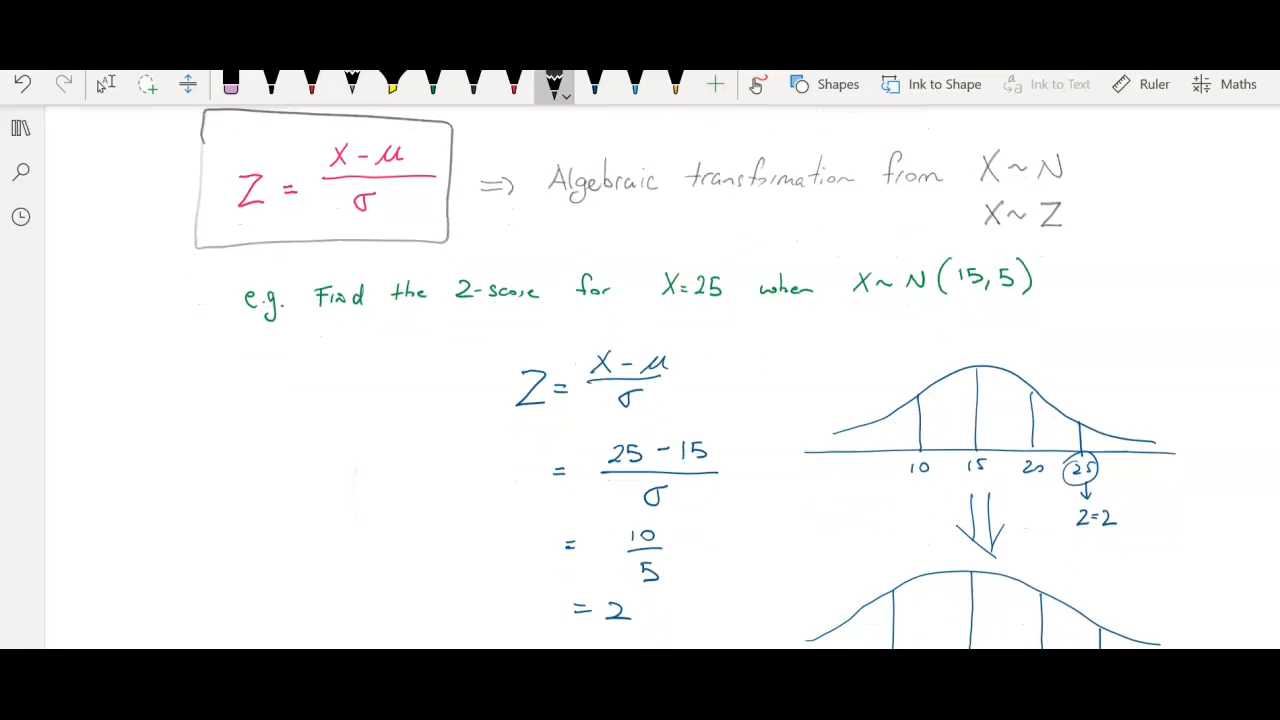 Shapes Ink to Shape Ink to Text Ruler Maths
Z = X - μ / σ ⇒ Algebraic transformation from X ~ N
X ~ Z
e.g. Find the Z-score for X = 25 when X ~ N (15, 5)
Z = X - μ / σ
= 25 - 15 / σ
= 10 / 5
= 2
10 15 20 25
Z = 2